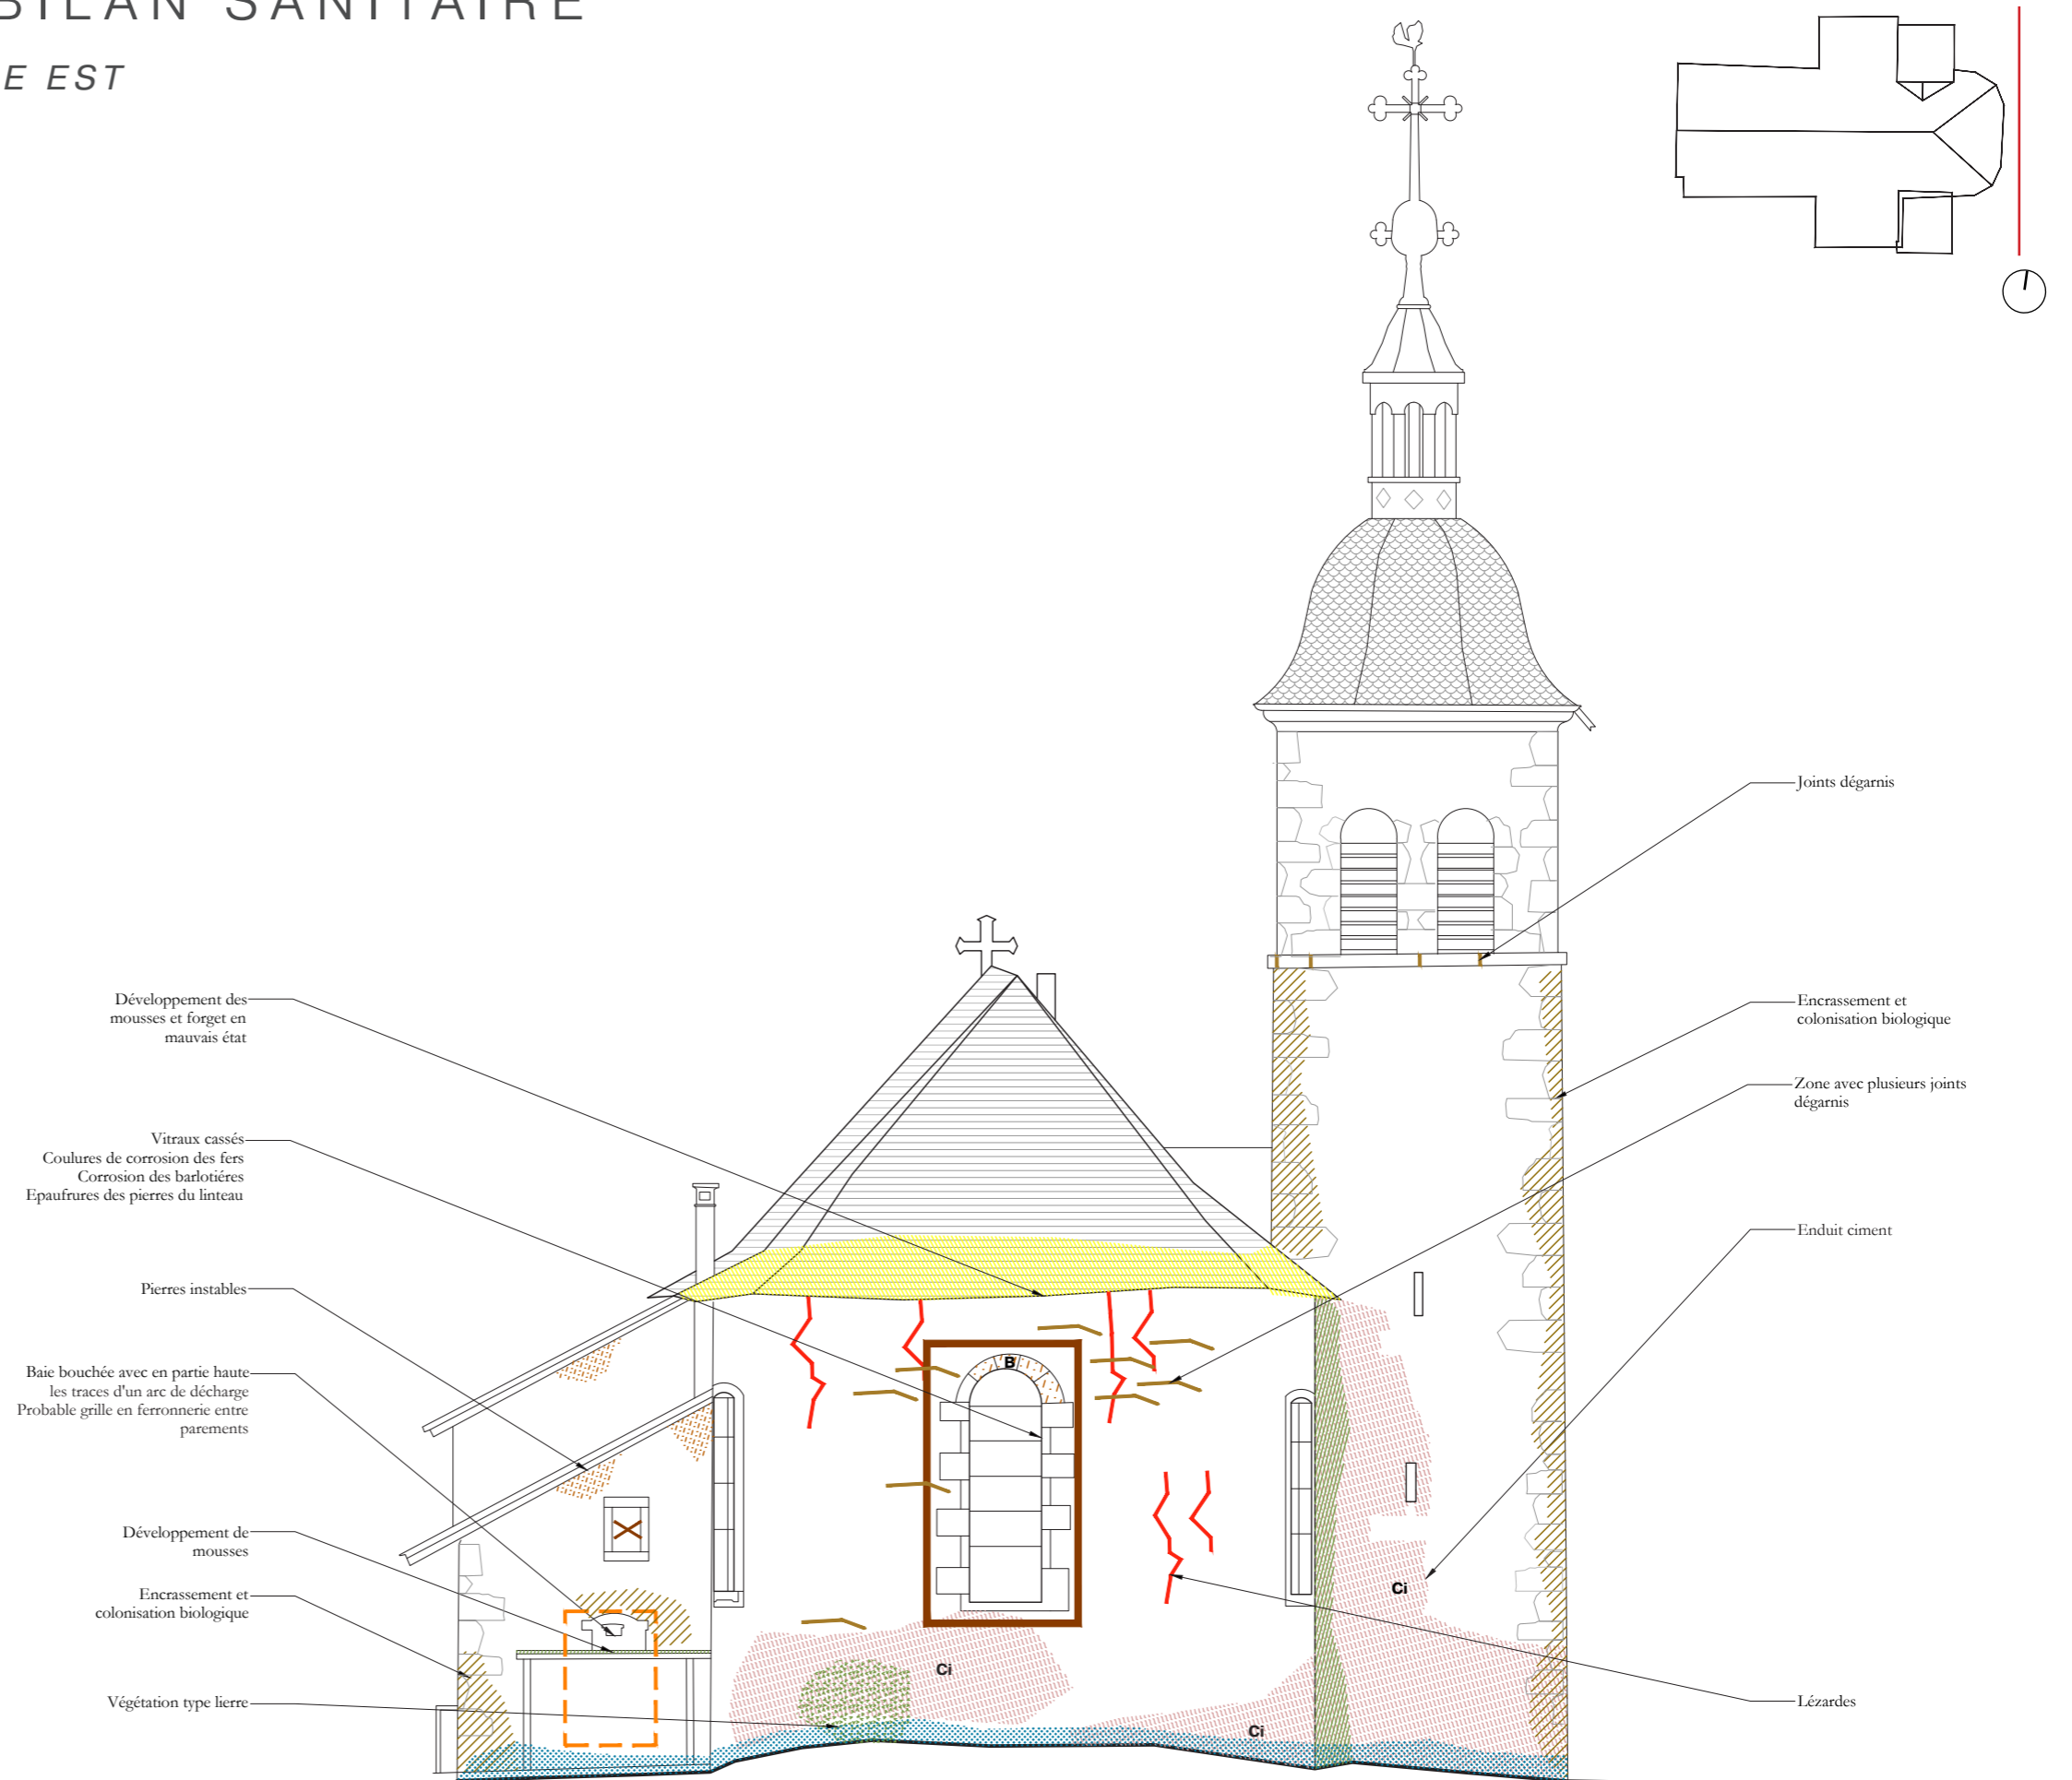 BILAN SANITAIRE
E EST
Joints dégarnis
Encrassement et
colonisation biologique
Zone avec plusieurs joints
dégarnis
Enduit ciment
Lézardes
Développement des
mousses et forget en
mauvais état
Vitraux cassés
Coulures de corrosion des fers
Corrosion des barlotiéres
Epaufrures des pierres du linteau
Pierres instables
Baie bouchée avec en partie haute
les traces d'un arc de décharge
Probable grille en ferronnerie entre
parements
Développement de
mousses
Encrassement et
colonisation biologique
Végétation type lierre
B
Ci
Ci
Ci